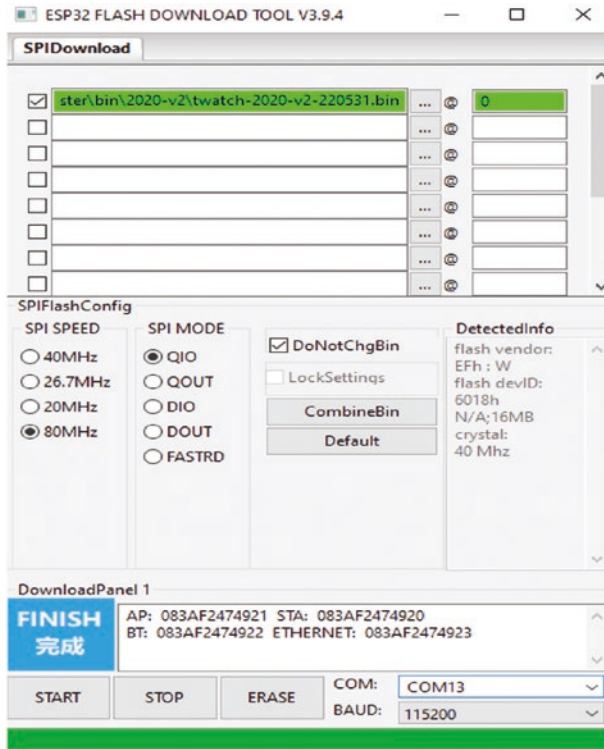 ESP32 FLASH DOWNLOAD TOOL V3.9.4
SPIDownload
ster\bin\2020-v2\twatch-2020-v2-220531.bin ... @ 0
... @
... @
... @
... @
... @
... @
... @
SPIFlashConfig
SPI SPEED
40MHz
26.7MHz
20MHz
80MHz
SPI MODE
QIO
QOUT
DIO
DOUT
FASTRD
DoNotChgBin
LockSettings
CombineBin
Default
DetectedInfo
flash vendor:
EFh : W
flash devID:
6018h
N/A;16MB
crystal:
40 Mhz
DownloadPanel 1
FINISH
完成
AP: 083AF2474921 STA: 083AF2474920
BT: 083AF2474922 ETHERNET: 083AF2474923
START STOP ERASE
COM: COM13
BAUD: 115200